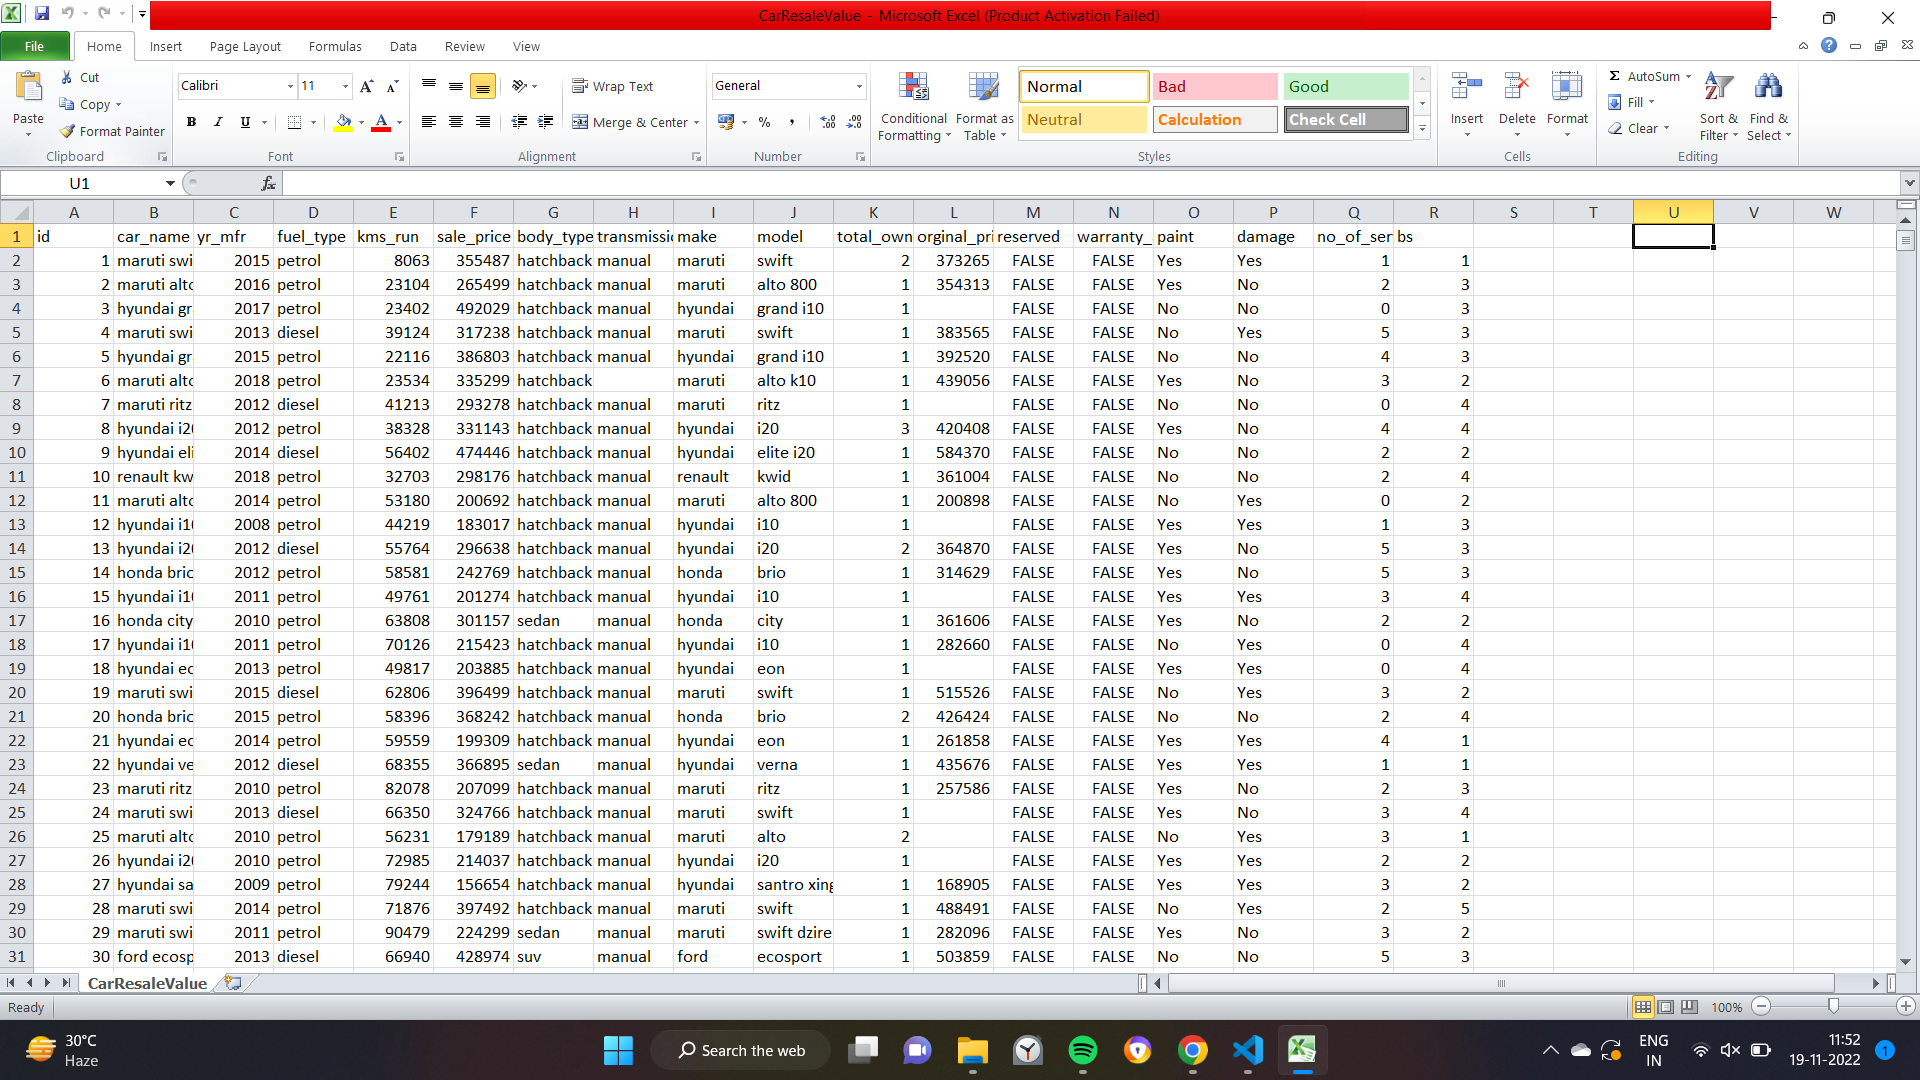 CarResaleValue - Microsoft Excel (Product Activation Failed)
File Home Insert Page Layout Formulas Data Review View
Paste
Cut
Copy
Format Painter
Clipboard
Calibri 11
B I U
Font
Wrap Text
Merge & Center
Alignment
General
% ,
Number
Conditional Formatting
Format as Table
Normal Bad Good
Neutral Calculation Check Cell
Styles
Insert Delete Format
Cells
Σ AutoSum
Fill
Clear
Sort & Filter
Find & Select
Editing
U1 fx
A B C D E F G H I J K L M N O P Q R S T U V W
1 id car_name yr_mfr fuel_type kms_run sale_price body_type transmissi make model total_own orginal_pri reserved warranty_ paint damage no_of_ser bs
2 1 maruti swi 2015 petrol 8063 355487 hatchback manual maruti swift 2 373265 FALSE FALSE Yes Yes 1 1
3 2 maruti alto 2016 petrol 23104 265499 hatchback manual maruti alto 800 1 354313 FALSE FALSE Yes No 2 3
4 3 hyundai gr 2017 petrol 23402 492029 hatchback manual hyundai grand i10 1 FALSE FALSE No No 0 3
5 4 maruti swi 2013 diesel 39124 317238 hatchback manual maruti swift 1 383565 FALSE FALSE No Yes 5 3
6 5 hyundai gr 2015 petrol 22116 386803 hatchback manual hyundai grand i10 1 392520 FALSE FALSE No No 4 3
7 6 maruti alto 2018 petrol 23534 335299 hatchback maruti alto k10 1 439056 FALSE FALSE Yes No 3 2
8 7 maruti ritz 2012 diesel 41213 293278 hatchback manual maruti ritz 1 FALSE FALSE No No 0 4
9 8 hyundai i20 2012 petrol 38328 331143 hatchback manual hyundai i20 3 420408 FALSE FALSE Yes No 4 4
10 9 hyundai eli 2014 diesel 56402 474446 hatchback manual hyundai elite i20 1 584370 FALSE FALSE No No 2 2
11 10 renault kw 2018 petrol 32703 298176 hatchback manual renault kwid 1 361004 FALSE FALSE No No 2 4
12 11 maruti alto 2014 petrol 53180 200692 hatchback manual maruti alto 800 1 200898 FALSE FALSE No Yes 0 2
13 12 hyundai i10 2008 petrol 44219 183017 hatchback manual hyundai i10 1 FALSE FALSE Yes Yes 1 3
14 13 hyundai i20 2012 diesel 55764 296638 hatchback manual hyundai i20 2 364870 FALSE FALSE Yes No 5 3
15 14 honda brio 2012 petrol 58581 242769 hatchback manual honda brio 1 314629 FALSE FALSE Yes No 5 3
16 15 hyundai i10 2011 petrol 49761 201274 hatchback manual hyundai i10 1 FALSE FALSE Yes Yes 3 4
17 16 honda city 2010 petrol 63808 301157 sedan manual honda city 1 361606 FALSE FALSE Yes No 2 2
18 17 hyundai i10 2011 petrol 70126 215423 hatchback manual hyundai i10 1 282660 FALSE FALSE No Yes 0 4
19 18 hyundai eo 2013 petrol 49817 203885 hatchback manual hyundai eon 1 FALSE FALSE Yes Yes 0 4
20 19 maruti swi 2015 diesel 62806 396499 hatchback manual maruti swift 1 515526 FALSE FALSE No Yes 3 2
21 20 honda brio 2015 petrol 58396 368242 hatchback manual honda brio 2 426424 FALSE FALSE No No 2 4
22 21 hyundai eo 2014 petrol 59559 199309 hatchback manual hyundai eon 1 261858 FALSE FALSE Yes Yes 4 1
23 22 hyundai ve 2012 diesel 68355 366895 sedan manual hyundai verna 1 435676 FALSE FALSE Yes Yes 1 1
24 23 maruti ritz 2010 petrol 82078 207099 hatchback manual maruti ritz 1 257586 FALSE FALSE Yes No 2 3
25 24 maruti swi 2013 diesel 66350 324766 hatchback manual maruti swift 1 FALSE FALSE Yes No 3 4
26 25 maruti alto 2010 petrol 56231 179189 hatchback manual maruti alto 2 FALSE FALSE No Yes 3 1
27 26 hyundai i20 2010 petrol 72985 214037 hatchback manual hyundai i20 1 FALSE FALSE Yes Yes 2 2
28 27 hyundai sa 2009 petrol 79244 156654 hatchback manual hyundai santro xing 1 168905 FALSE FALSE Yes Yes 3 2
29 28 maruti swi 2014 petrol 71876 397492 hatchback manual maruti swift 1 488491 FALSE FALSE No Yes 2 5
30 29 maruti swi 2011 petrol 90479 224299 sedan manual maruti swift dzire 1 282096 FALSE FALSE Yes No 3 2
31 30 ford ecosp 2013 diesel 66940 428974 suv manual ford ecosport 1 503859 FALSE FALSE No No 5 3
CarResaleValue
Ready 100%
30°C
Haze
Search the web
ENG
IN
11:52
19-11-2022
1